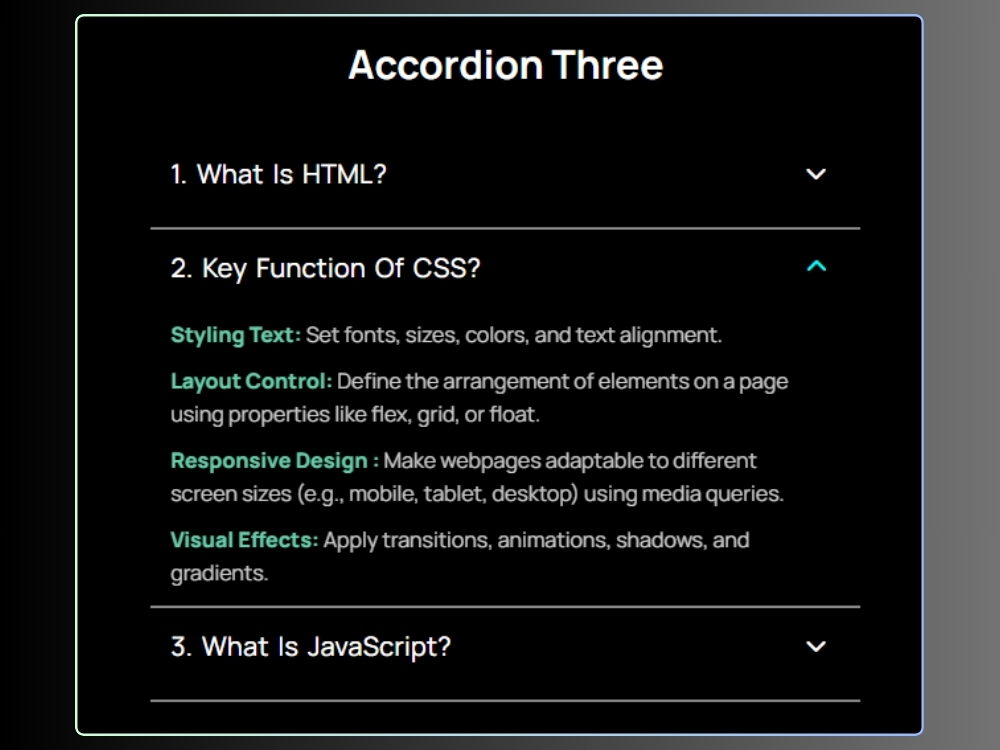 Accordion Three
1. What Is HTML?
2. Key Function Of CSS?
Styling Text: Set fonts, sizes, colors, and text alignment.
Layout Control: Define the arrangement of elements on a page
using properties like flex, grid, or float.
Responsive Design : Make webpages adaptable to different
screen sizes (e.g., mobile, tablet, desktop) using media queries.
Visual Effects: Apply transitions, animations, shadows, and
gradients.
3. What Is JavaScript?